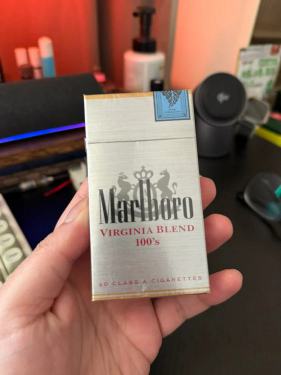 Marlboro
VIRGINIA BLEND
100's
20 CLASS A CIGARETTES